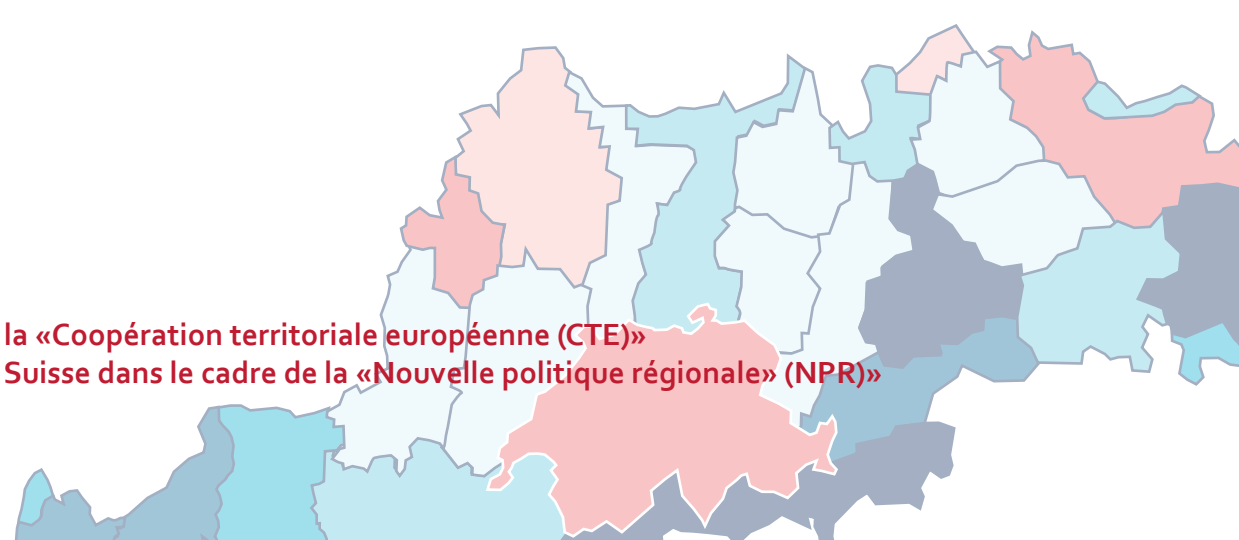 la «Coopération territoriale européenne (CTE)»
Suisse dans le cadre de la «Nouvelle politique régionale» (NPR)»